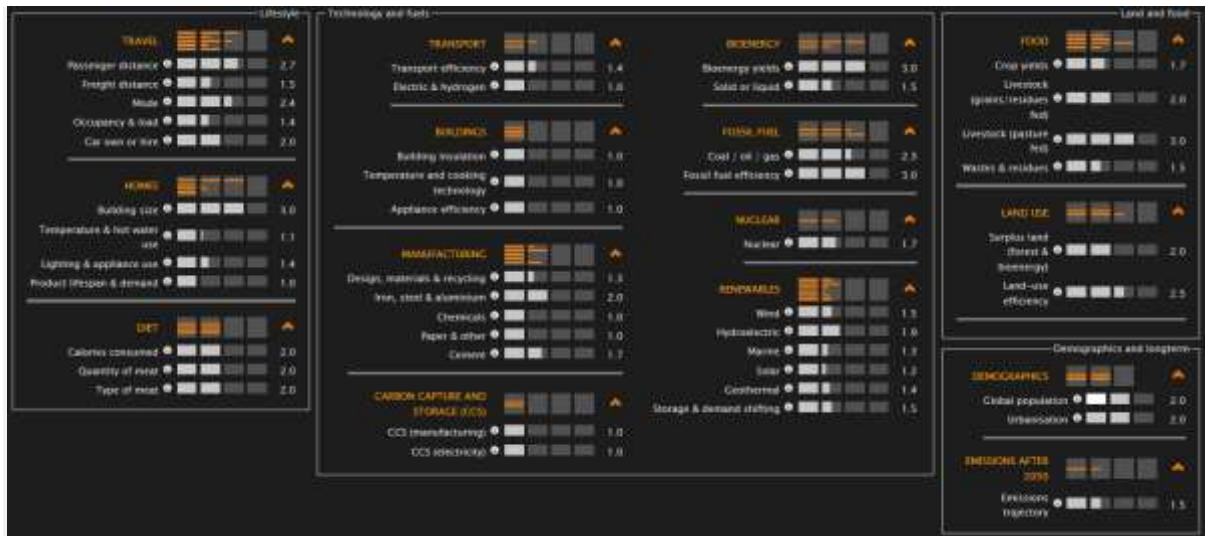 Lifestyle
TRAVEL
Passenger distance 2.7
Freight distance 1.5
Mode 2.4
Occupancy & load 1.4
Car own or hire 2.0
HOMES
Building size 3.0
Temperature & hot water
use 1.1
Lighting & appliance use 1.4
Product lifespan & demand 1.0
DIET
Calories consumed 2.0
Quantity of meat 2.0
Type of meat 2.0
Technology and fuels
TRANSPORT
Transport efficiency 1.4
Electric & hydrogen 1.0
BUILDINGS
Building insulation 1.0
Temperature and cooking
technology 1.0
Appliance efficiency 1.0
MANUFACTURING
Design, materials & recycling 1.3
Iron, steel & aluminium 2.0
Chemicals 1.0
Paper & other 1.0
Cement 1.7
CARBON CAPTURE AND
STORAGE (CCS)
CCS (manufacturing) 1.0
CCS (electricity) 1.0
BIOENERGY
Bioenergy yields 3.0
Solid or liquid 1.5
FOSSIL FUEL
Coal / oil / gas 2.3
Fossil fuel efficiency 3.0
NUCLEAR
Nuclear 1.7
RENEWABLES
Wind 1.5
Hydroelectric
Marine 1.3
Solar 1.2
Geothermal 1.4
Storage & demand shifting 1.5
Land and food
FOOD
Crop yields 1.7
Livestock
(grains/residues
fed) 2.0
Livestock (pasture
fed) 3.0
Wastes & residues 1.5
LAND USE
Surplus land
(forest &
bioenergy) 2.0
Land-use
efficiency 2.5
Demographics and longterm
DEMOGRAPHICS
Global population 2.0
Urbanisation 2.0
EMISSIONS AFTER
2050
Emissions
trajectory 1.5